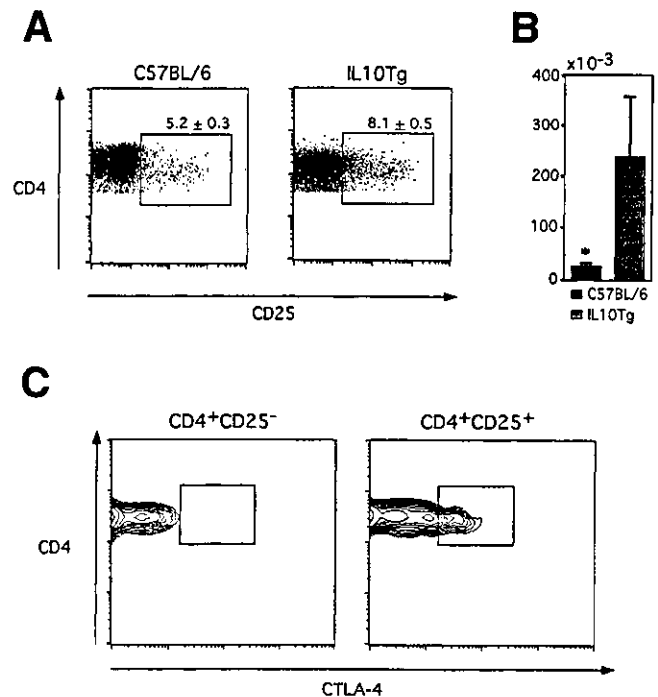 A
C57BL/6
IL10Tg
5.2 ± 0.3
8.1 ± 0.5
CD4
CD25
B
x10-3
400
300
200
100
0
*
C57BL/6
IL10Tg
C
CD4+CD25-
CD4+CD25+
CD4
CTLA-4